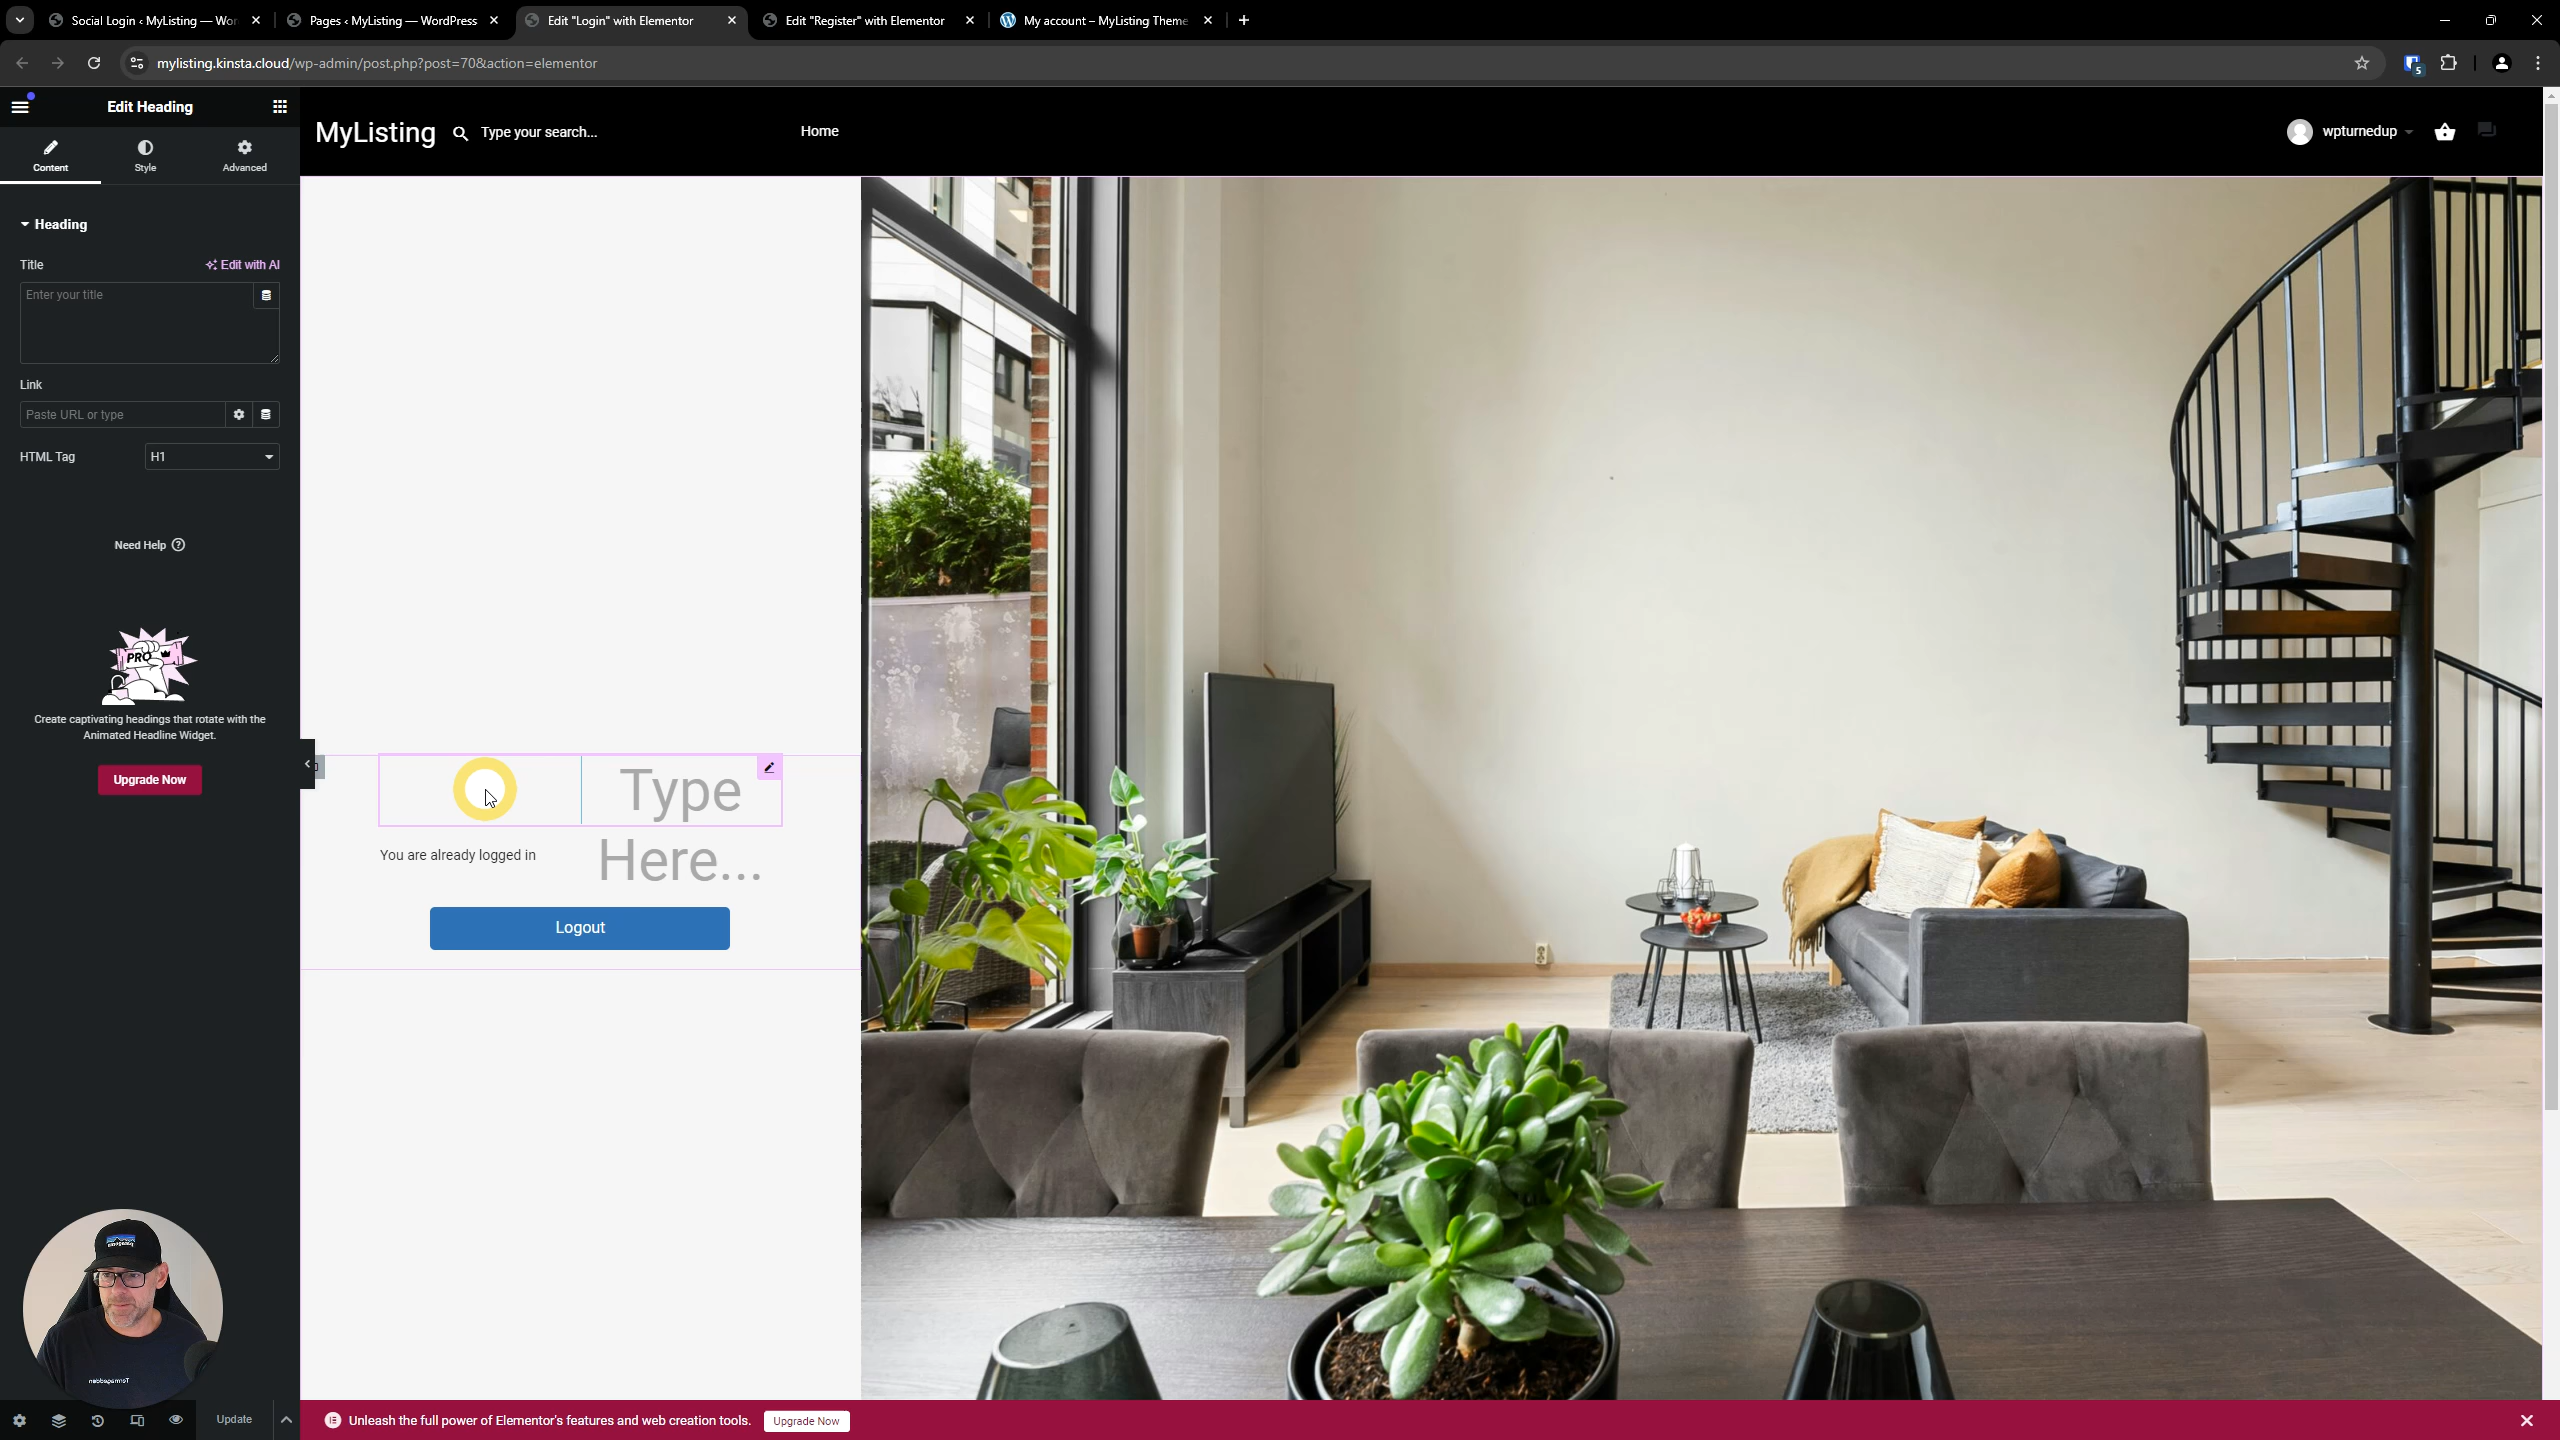 Social Login ‹ MyListing — Wor
Pages ‹ MyListing — WordPress
Edit "Login" with Elementor
Edit "Register" with Elementor
My account – MyListing Theme
mylisting.kinsta.cloud/wp-admin/post.php?post=70&action=elementor
5
Edit Heading
Content
Style
Advanced
Heading
Title
Edit with AI
Enter your title
Link
Paste URL or type
HTML Tag
H1
Need Help
PRO
Create captivating headings that rotate with the
Animated Headline Widget.
Upgrade Now
Update
MyListing
Type your search...
Home
wpturnedup
Type
Here...
You are already logged in
Logout
Unleash the full power of Elementor's features and web creation tools.
Upgrade Now